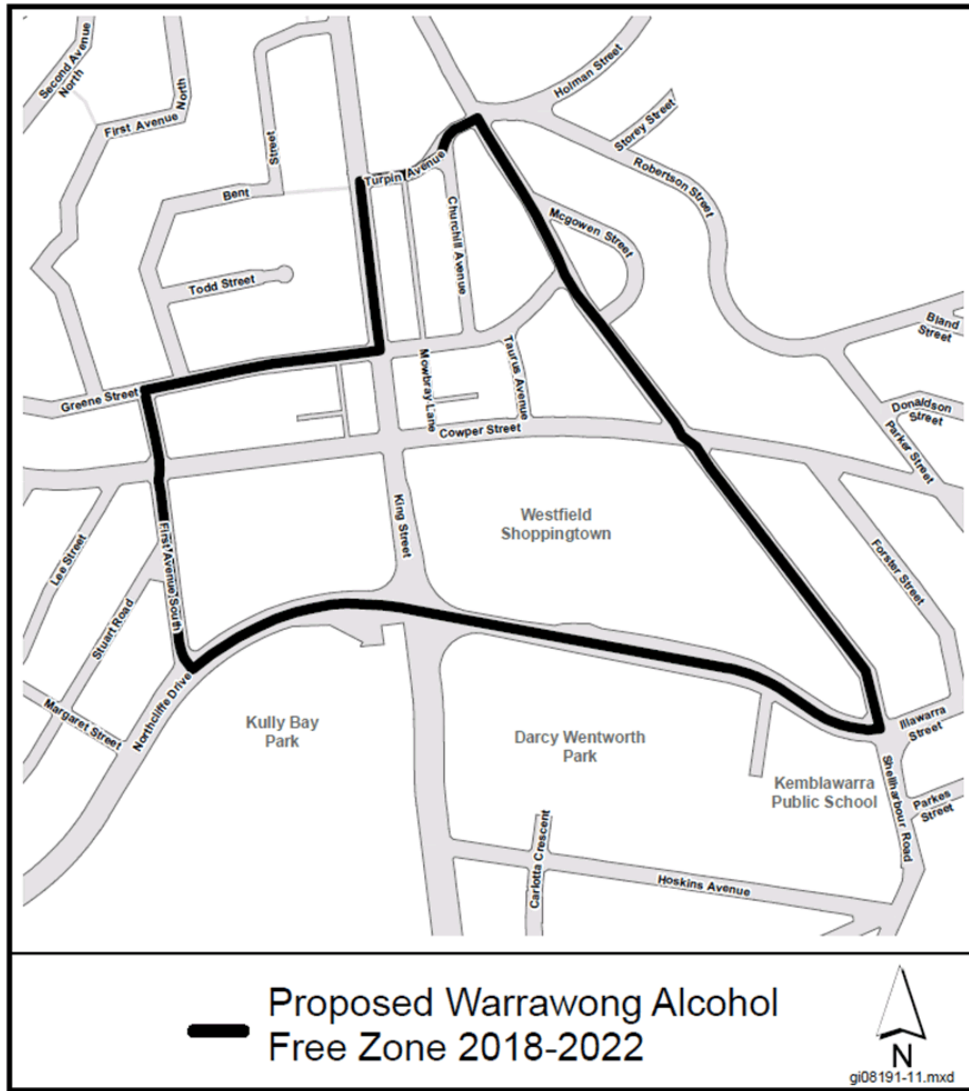 Second Avenue
North
First Avenue
North
Street
Bent
Todd Street
Turpin Avenue
Holman Street
Storey Street
Robertson Street
Mcgowen Street
Churchill Avenue
Mowbray Lane
Taurus Avenue
Bland
Street
Donaldson
Street
Parker Street
Greene Street
Cowper Street
King Street
Westfield
Shoppingtown
Forster Street
Lee Street
Stuart Road
First Avenue South
Margaret Street
Northcliffe Drive
Kully Bay
Park
Darcy Wentworth
Park
Kemblawarra
Public School
Illawarra
Street
Shellharbour Road
Parkes
Street
Carlotta Crescent
Hoskins Avenue
Proposed Warrawong Alcohol
Free Zone 2018-2022
N
gi08191-11.mxd